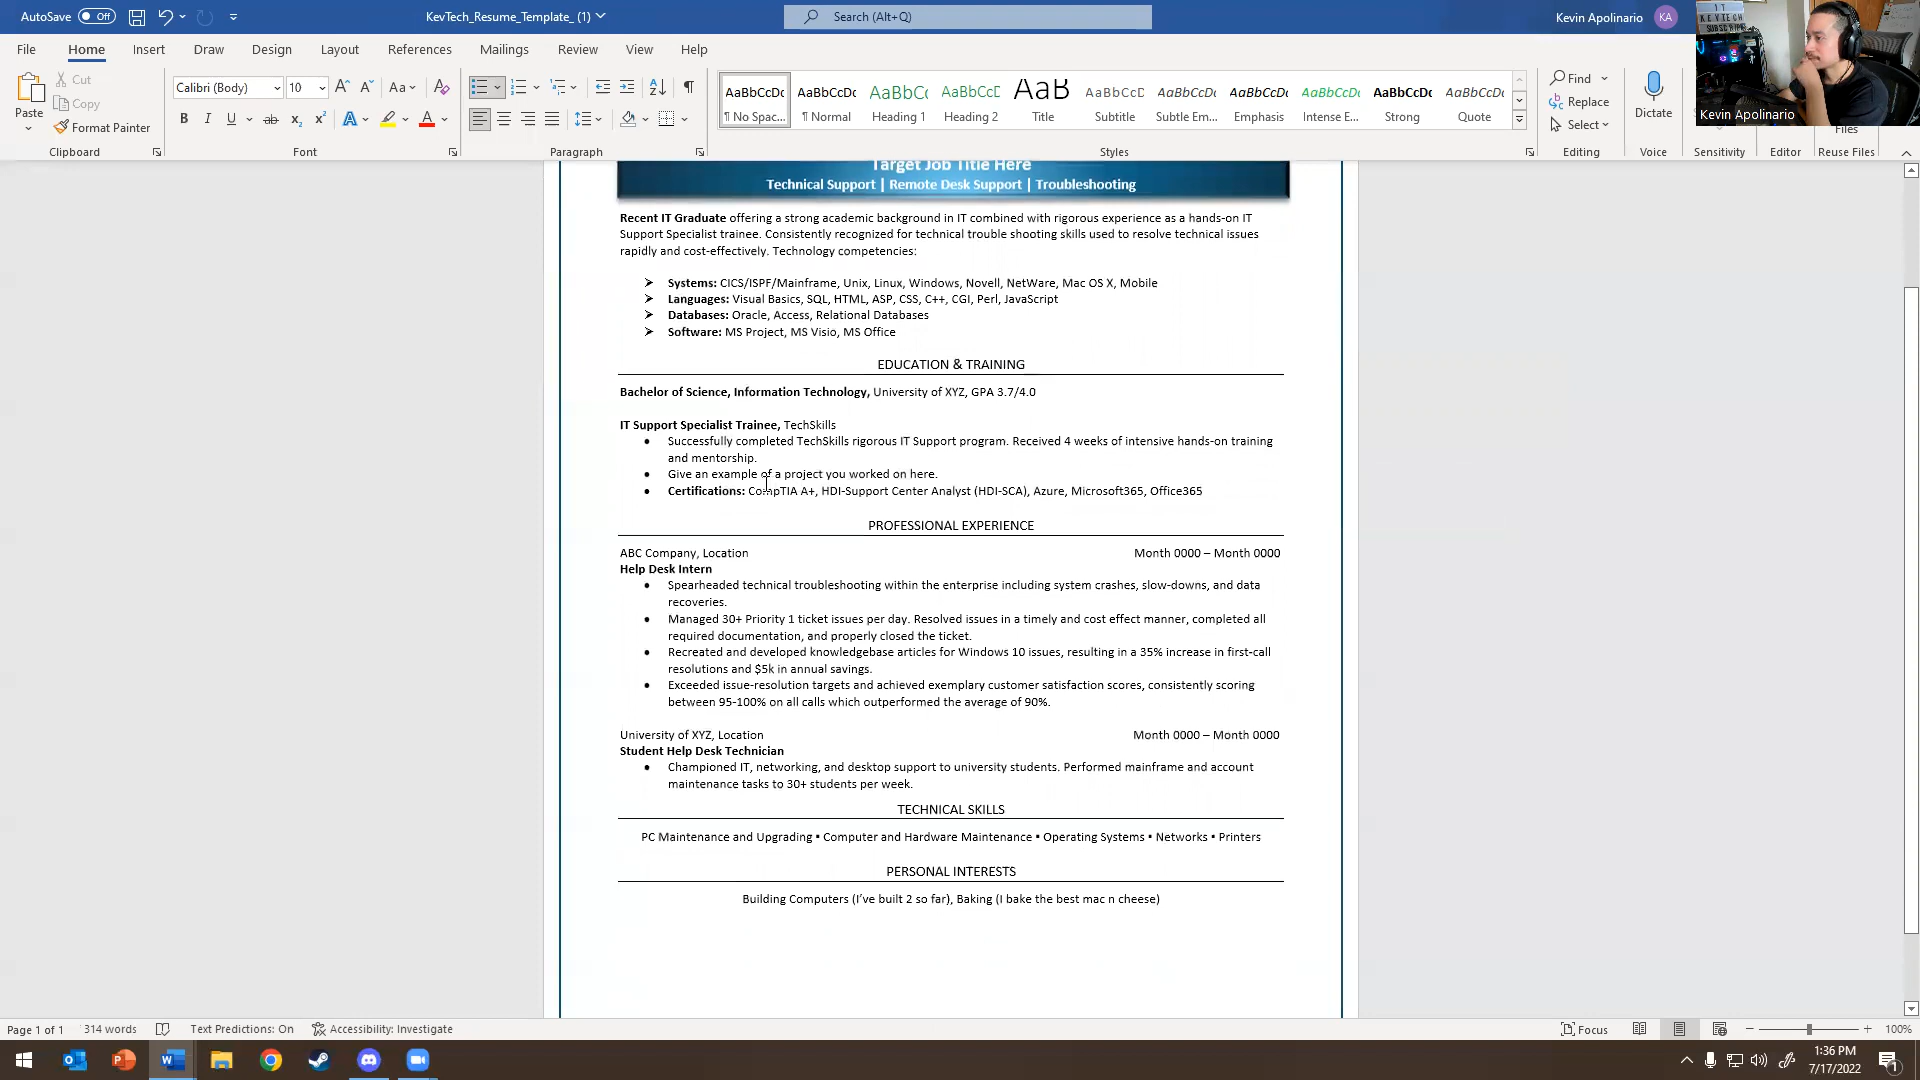 AutoSave Off KevTech_Resume_Template_ (1) Search (Alt+Q) Kevin Apolinario KA
File Home Insert Draw Design Layout References Mailings Review View Help
Paste Cut Copy Format Painter
Calibri (Body) 10
AaBbCcDc ¶ No Spac... AaBbCcDc ¶ Normal AaBbCc Heading 1 AaBbCcD Heading 2 AaB Title AaBbCcD Subtitle AaBbCcDc Subtle Em... AaBbCcDc Emphasis AaBbCcDc Intense E... AaBbCcDc Strong AaBbCcDc Quote
Find Replace Select
Dictate
Files
Clipboard Font Paragraph Styles Editing Voice Sensitivity Editor Reuse Files
IT
KEVTECH
SUBSCRIBE
Kevin Apolinario
Target Job Title Here
Technical Support | Remote Desk Support | Troubleshooting
Recent IT Graduate offering a strong academic background in IT combined with rigorous experience as a hands-on IT
Support Specialist trainee. Consistently recognized for technical trouble shooting skills used to resolve technical issues
rapidly and cost-effectively. Technology competencies:
➢ Systems: CICS/ISPF/Mainframe, Unix, Linux, Windows, Novell, NetWare, Mac OS X, Mobile
➢ Languages: Visual Basics, SQL, HTML, ASP, CSS, C++, CGI, Perl, JavaScript
➢ Databases: Oracle, Access, Relational Databases
➢ Software: MS Project, MS Visio, MS Office
EDUCATION & TRAINING
Bachelor of Science, Information Technology, University of XYZ, GPA 3.7/4.0
IT Support Specialist Trainee, TechSkills
• Successfully completed TechSkills rigorous IT Support program. Received 4 weeks of intensive hands-on training
and mentorship.
• Give an example of a project you worked on here.
• Certifications: CompTIA A+, HDI-Support Center Analyst (HDI-SCA), Azure, Microsoft365, Office365
PROFESSIONAL EXPERIENCE
ABC Company, Location Month 0000 – Month 0000
Help Desk Intern
• Spearheaded technical troubleshooting within the enterprise including system crashes, slow-downs, and data
recoveries.
• Managed 30+ Priority 1 ticket issues per day. Resolved issues in a timely and cost effect manner, completed all
required documentation, and properly closed the ticket.
• Recreated and developed knowledgebase articles for Windows 10 issues, resulting in a 35% increase in first-call
resolutions and $5k in annual savings.
• Exceeded issue-resolution targets and achieved exemplary customer satisfaction scores, consistently scoring
between 95-100% on all calls which outperformed the average of 90%.
University of XYZ, Location Month 0000 – Month 0000
Student Help Desk Technician
• Championed IT, networking, and desktop support to university students. Performed mainframe and account
maintenance tasks to 30+ students per week.
TECHNICAL SKILLS
PC Maintenance and Upgrading ▪ Computer and Hardware Maintenance ▪ Operating Systems ▪ Networks ▪ Printers
PERSONAL INTERESTS
Building Computers (I've built 2 so far), Baking (I bake the best mac n cheese)
Page 1 of 1 314 words Text Predictions: On Accessibility: Investigate Focus 100%
1:36 PM
7/17/2022